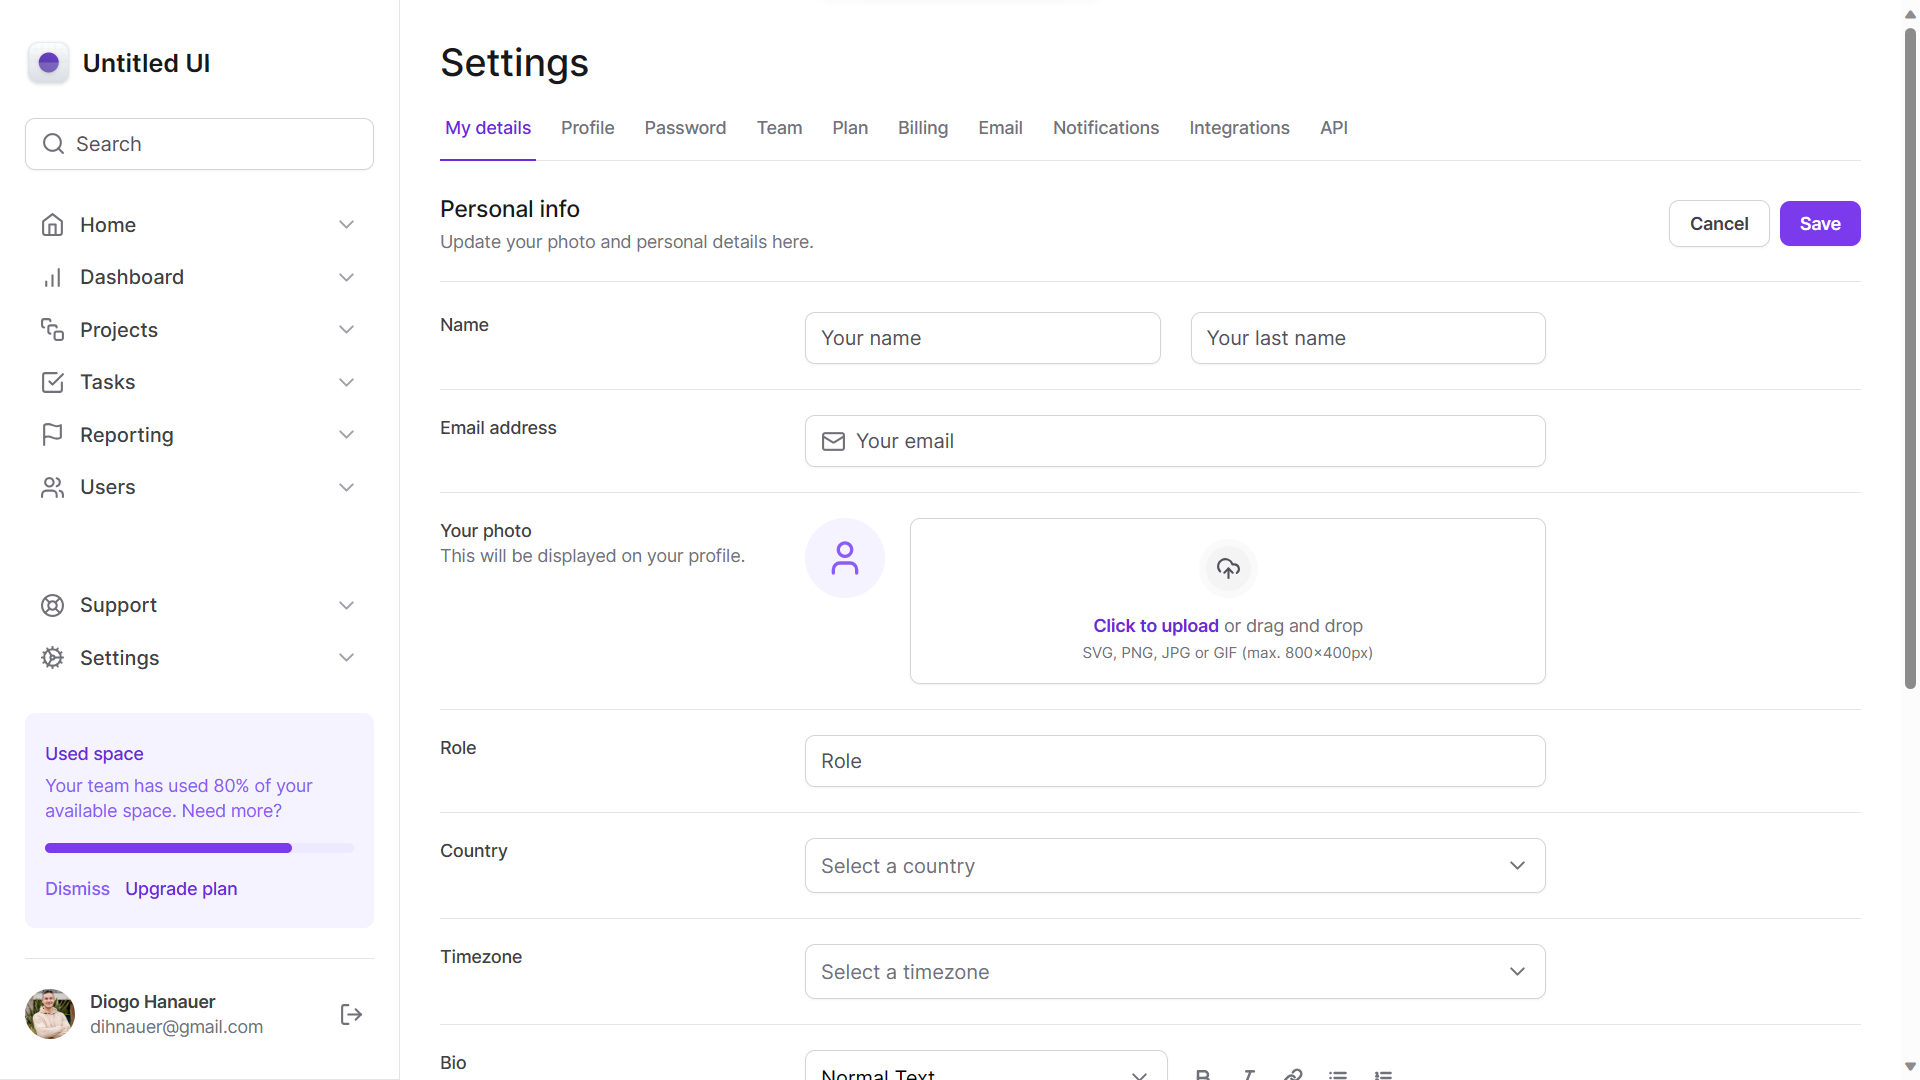 Untitled UI
Search
Home
Dashboard
Projects
Tasks
Reporting
Users
Support
Settings
Used space
Your team has used 80% of your
available space. Need more?
Dismiss Upgrade plan
Diogo Hanauer
dihnauer@gmail.com
Settings
My details Profile Password Team Plan Billing Email Notifications Integrations API
Personal info
Update your photo and personal details here.
Cancel Save
Name
Your name
Your last name
Email address
Your email
Your photo
This will be displayed on your profile.
Click to upload or drag and drop
SVG, PNG, JPG or GIF (max. 800×400px)
Role
Role
Country
Select a country
Timezone
Select a timezone
Bio
Normal Text